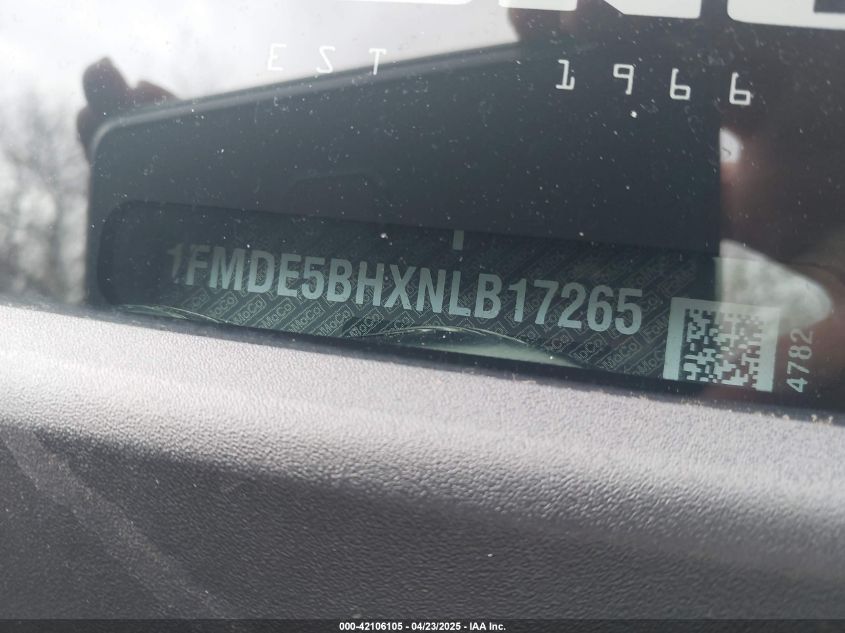 EST 1966
1FMDE5BHXNLB17265
4782
000-42106105 - 04/23/2025 - IAA Inc.